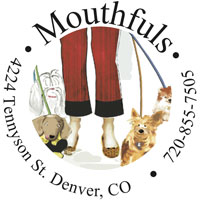 • Mouthfuls •
4224 Tennyson St. Denver, CO •
720-855-7505